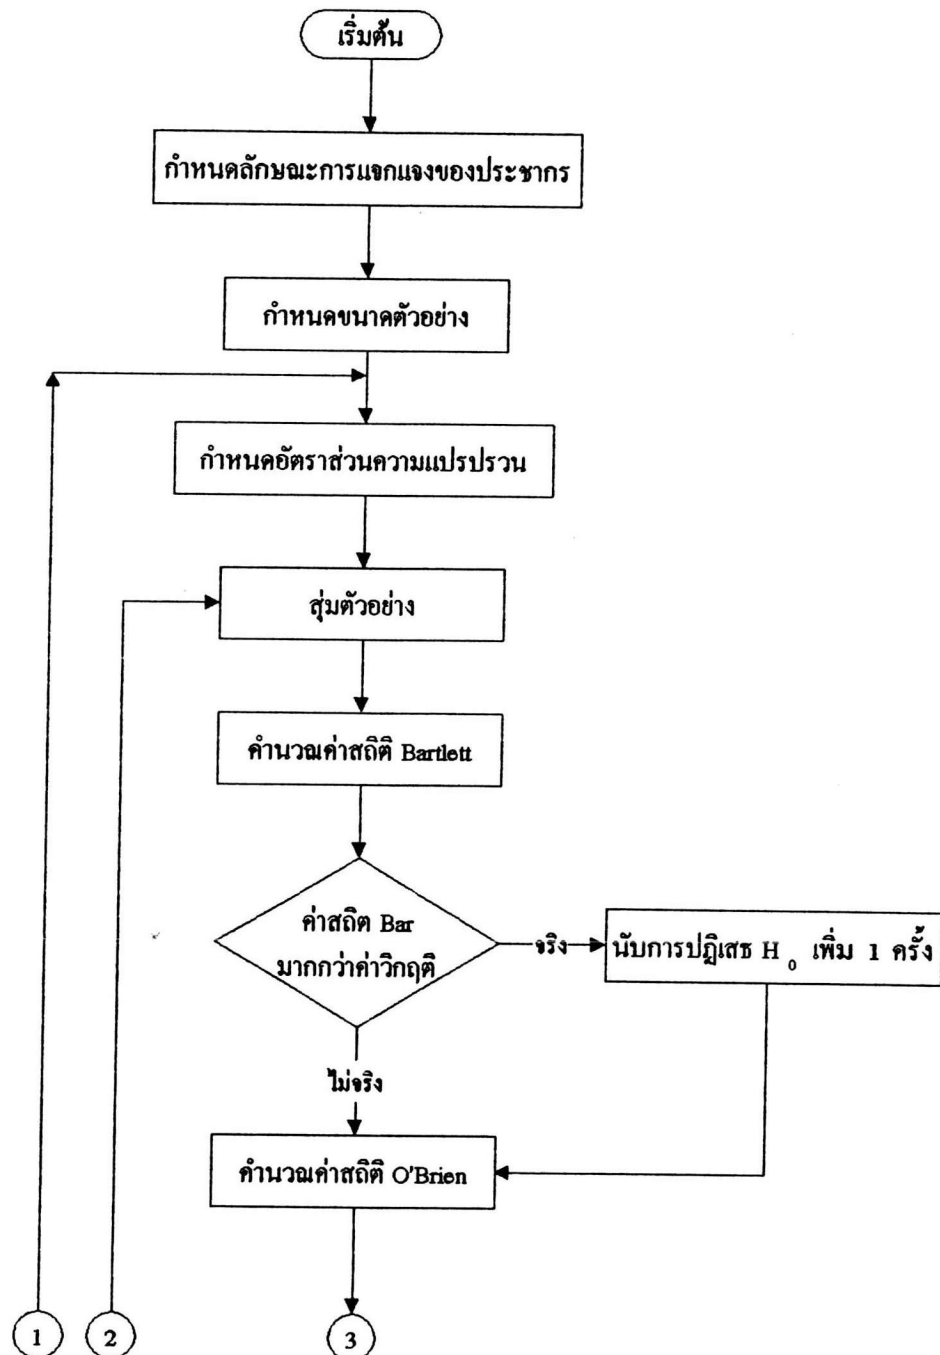 เริ่มต้น
กำหนดลักษณะการแจกแจงของประชากร
กำหนดขนาดตัวอย่าง
กำหนดอัตราส่วนความแปรปรวน
สุ่มตัวอย่าง
คำนวณค่าสถิติ Bartlett
ค่าสถิต Bar
มากกว่าค่าวิกฤติ
จริง
นับการปฏิเสธ H 0 เพิ่ม 1 ครั้ง
ไม่จริง
คำนวณค่าสถิติ O'Brien
1 2 3